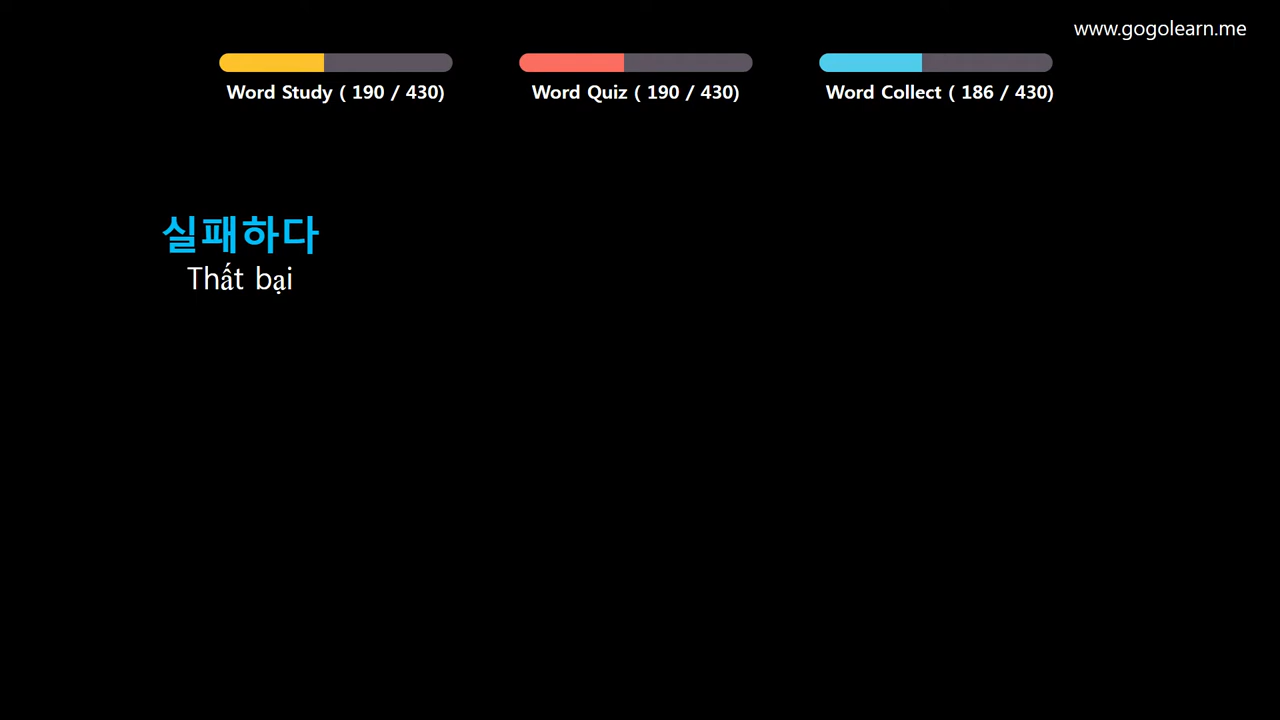 www.gogolearn.me
Word Study ( 190 / 430)
Word Quiz ( 190 / 430)
Word Collect ( 186 / 430)
실패하다
Thất bại